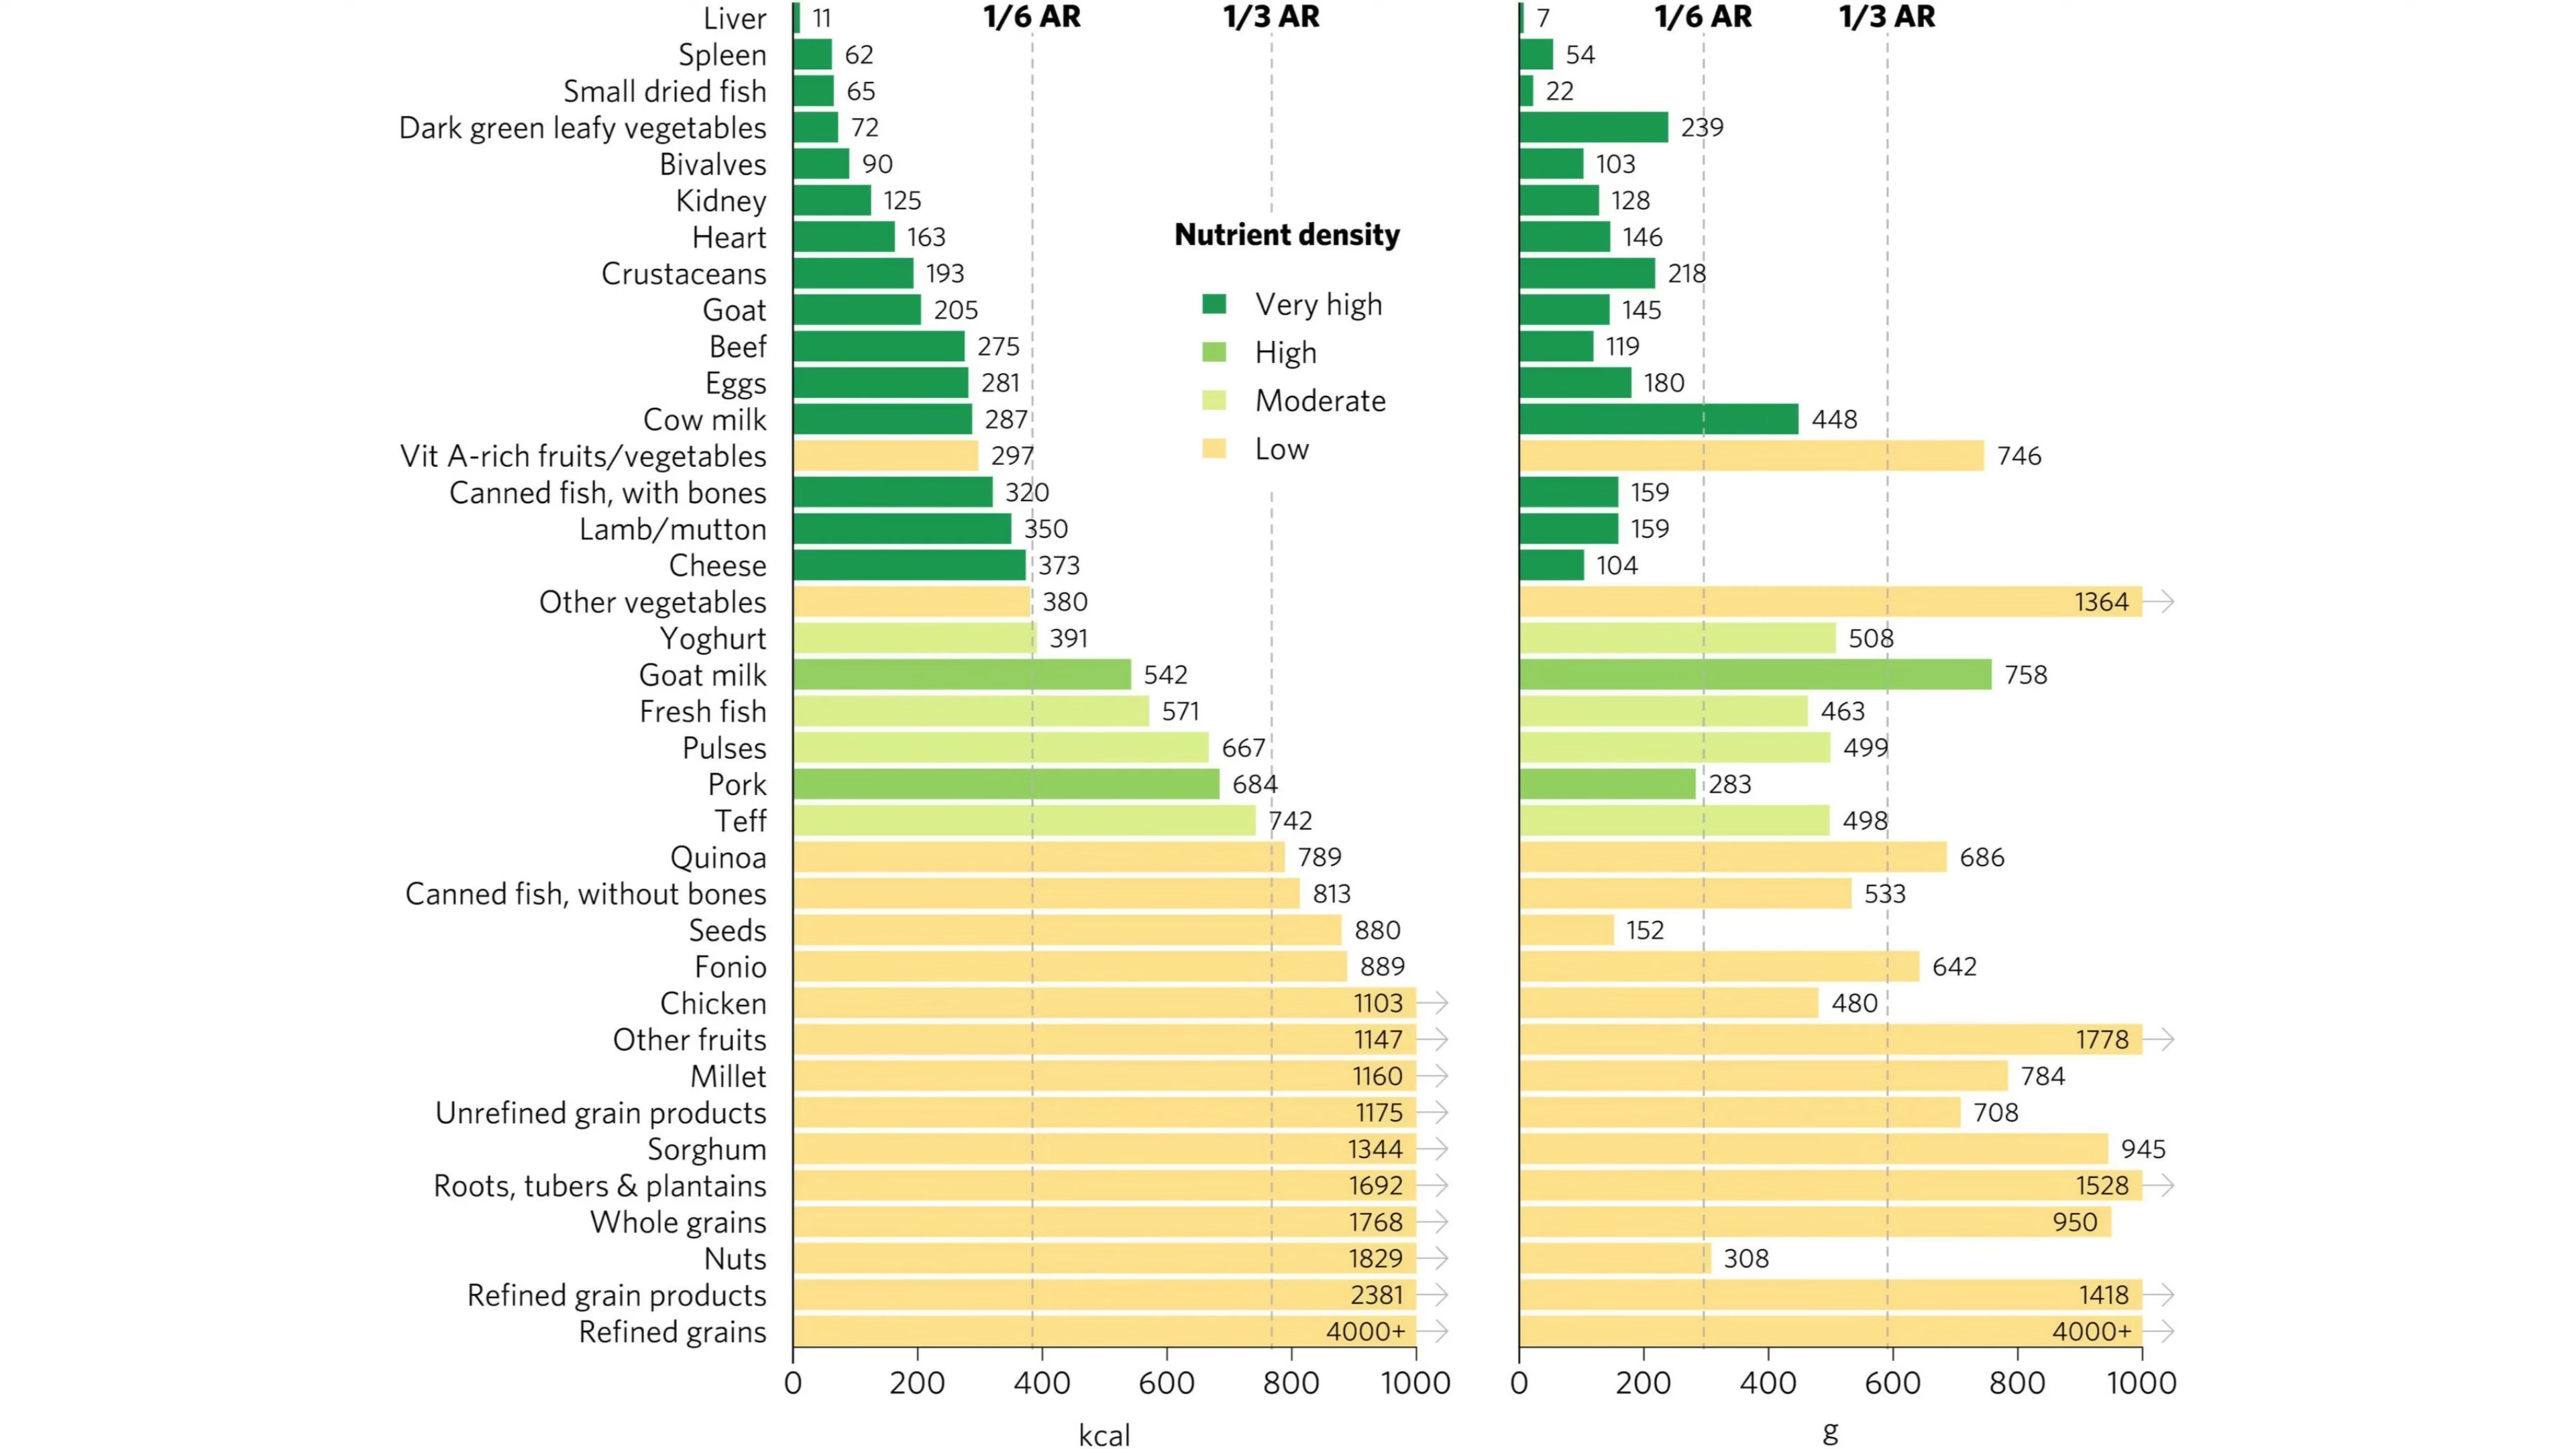 1/6 AR 1/3 AR 1/6 AR 1/3 AR
Liver 11 7
Spleen 62 54
Small dried fish 65 22
Dark green leafy vegetables 72 239
Bivalves 90 103
Kidney 125 128
Heart 163 146
Crustaceans 193 218
Goat 205 145
Beef 275 119
Eggs 281 180
Cow milk 287 448
Vit A-rich fruits/vegetables 297 746
Canned fish, with bones 320 159
Lamb/mutton 350 159
Cheese 373 104
Other vegetables 380 1364
Yoghurt 391 508
Goat milk 542 758
Fresh fish 571 463
Pulses 667 499
Pork 684 283
Teff 742 498
Quinoa 789 686
Canned fish, without bones 813 533
Seeds 880 152
Fonio 889 642
Chicken 1103 480
Other fruits 1147 1778
Millet 1160 784
Unrefined grain products 1175 708
Sorghum 1344 945
Roots, tubers & plantains 1692 1528
Whole grains 1768 950
Nuts 1829 308
Refined grain products 2381 1418
Refined grains 4000+ 4000+
Nutrient density
Very high
High
Moderate
Low
0 200 400 600 800 1000 0 200 400 600 800 1000
kcal g